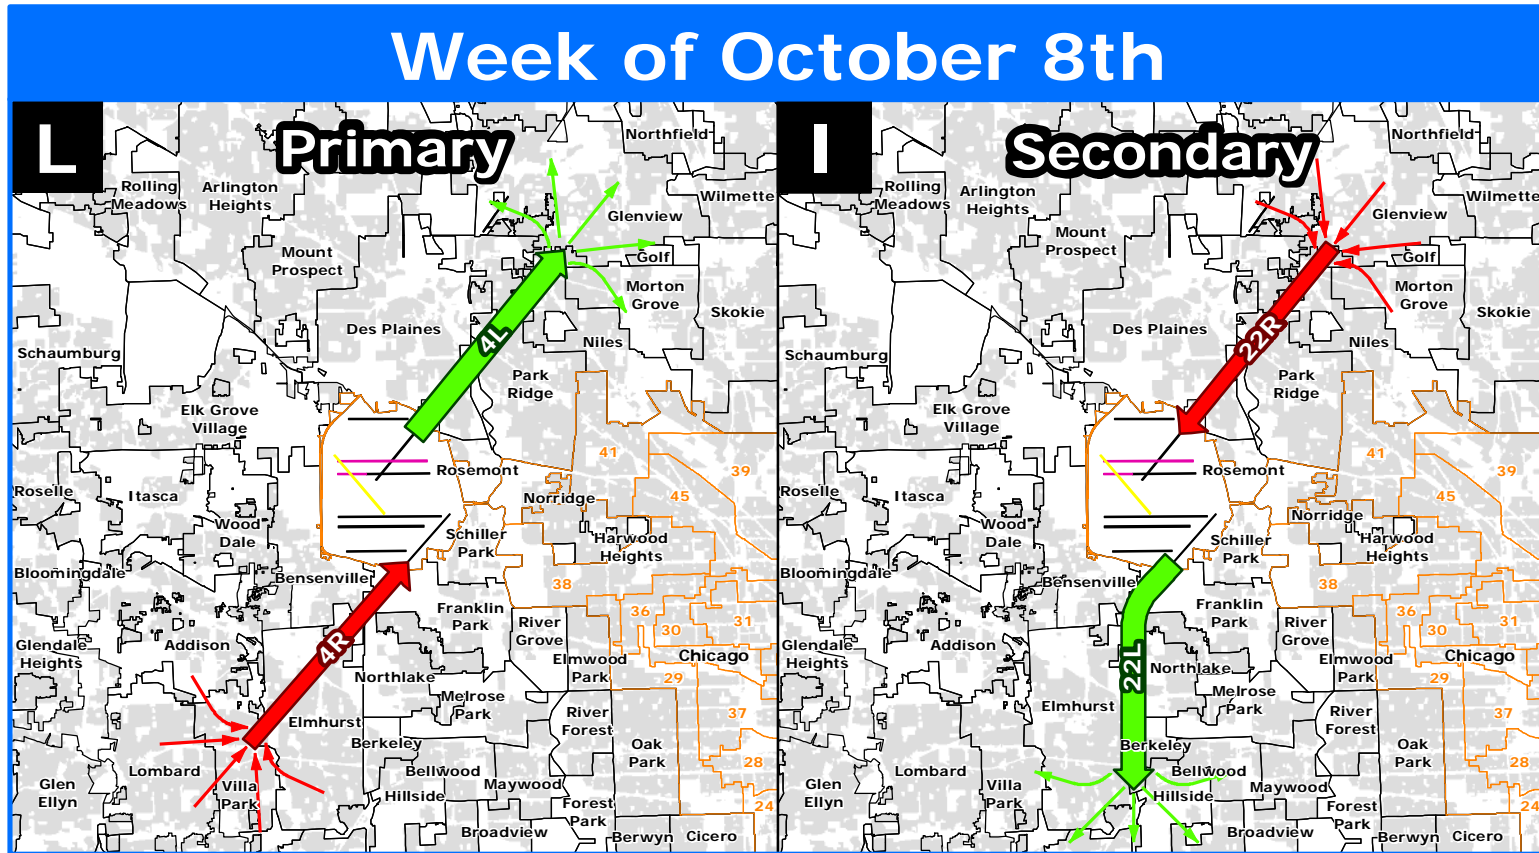 Week of October 8th
L
Primary
Northfield
Rolling
Meadows
Arlington
Heights
Wilmette
Glenview
Mount
Prospect
Golf
Morton
Grove
Skokie
Des Plaines
4L
Niles
Schaumburg
Park
Ridge
Elk Grove
Village
41
39
Rosemont
Roselle
Itasca
Norridge
45
Wood
Dale
Schiller
Park
Harwood
Heights
Bloomingdale
Bensenville
38
Franklin
Park
36
31
River
Grove
30
Glendale
Heights
Addison
4R
Elmwood
Park
Chicago
Northlake
29
Melrose
Park
Elmhurst
River
Forest
37
Berkeley
Oak
Park
28
Lombard
Bellwood
Glen
Ellyn
Villa
Park
Maywood
Hillside
Forest
Park
24
Broadview
Berwyn
Cicero
I
Secondary
Northfield
Rolling
Meadows
Arlington
Heights
Wilmette
Glenview
Mount
Prospect
Golf
Morton
Grove
Skokie
Des Plaines
22R
Niles
Schaumburg
Park
Ridge
Elk Grove
Village
41
39
Rosemont
Roselle
Itasca
45
Norridge
Wood
Dale
Schiller
Park
Harwood
Heights
Bloomingdale
Bensenville
38
Franklin
Park
36
31
River
Grove
30
Glendale
Heights
Addison
Elmwood
Park
Chicago
22L
Northlake
29
Melrose
Park
Elmhurst
River
Forest
37
Berkeley
Oak
Park
28
Lombard
Bellwood
Glen
Ellyn
Villa
Park
Maywood
Hillside
Forest
Park
24
Broadview
Berwyn
Cicero